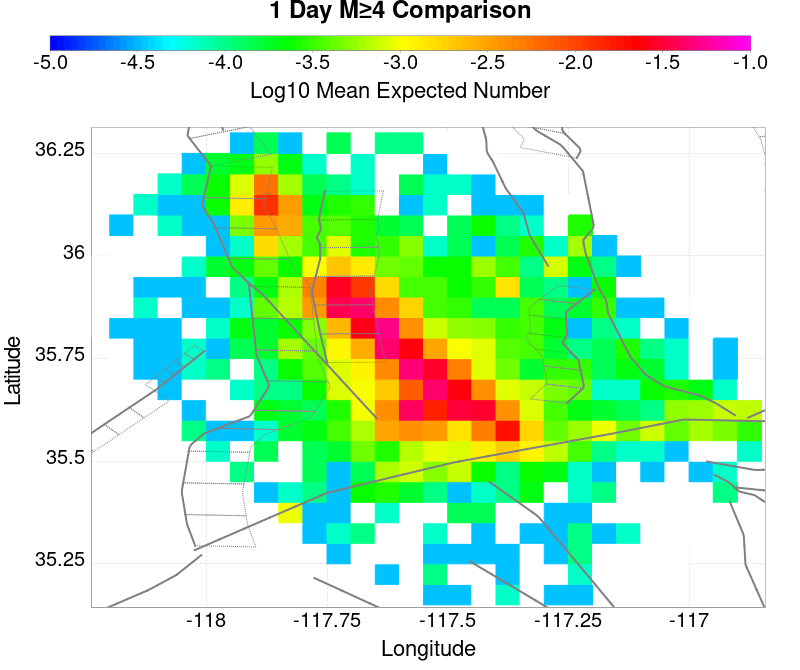 1 Day M≥4 Comparison
-5.0 -4.5 -4.0 -3.5 -3.0 -2.5 -2.0 -1.5 -1.0
Log10 Mean Expected Number
36.25
36
35.75
35.5
35.25
Latitude
-118 -117.75 -117.5 -117.25 -117
Longitude